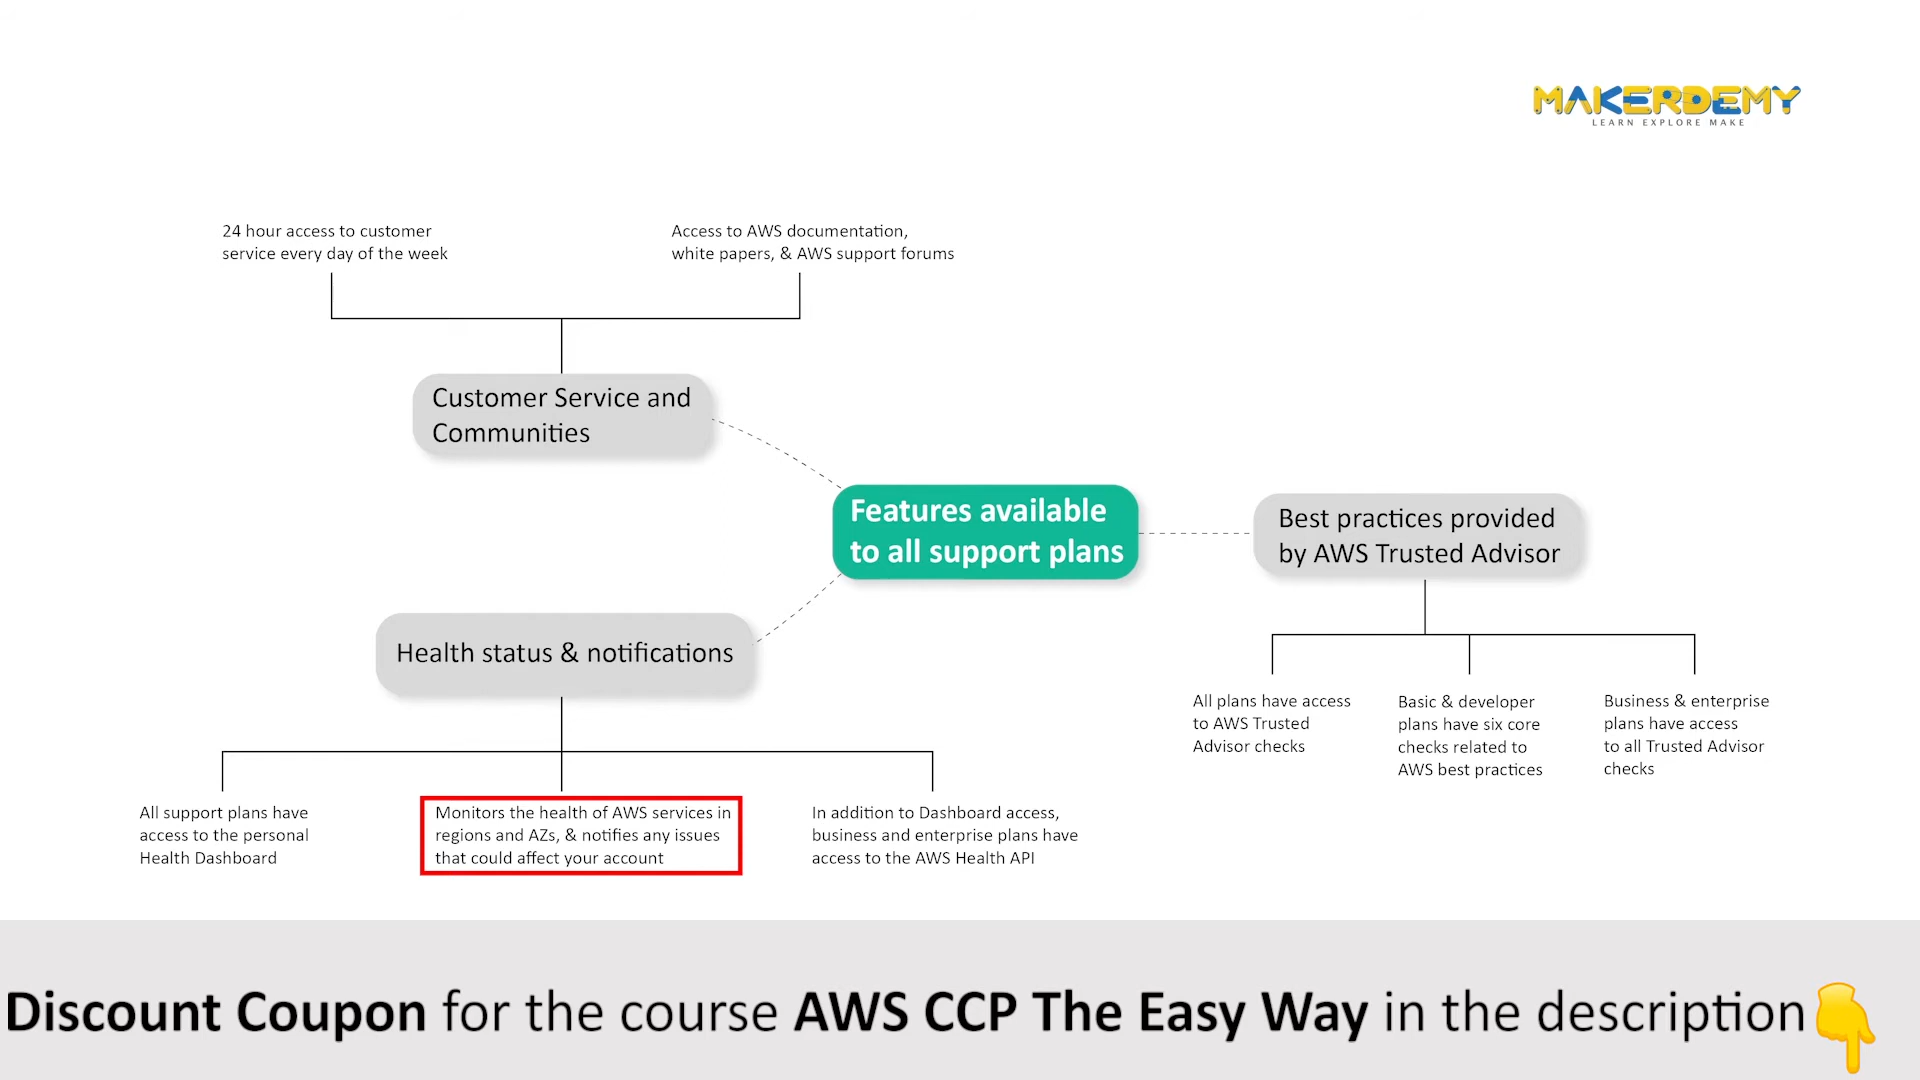 MAKERDEMY
LEARN EXPLORE MAKE
24 hour access to customer
service every day of the week
Access to AWS documentation,
white papers, & AWS support forums
Customer Service and
Communities
Features available
to all support plans
Best practices provided
by AWS Trusted Advisor
Health status & notifications
All plans have access
to AWS Trusted
Advisor checks
Basic & developer
plans have six core
checks related to
AWS best practices
Business & enterprise
plans have access
to all Trusted Advisor
checks
All support plans have
access to the personal
Health Dashboard
Monitors the health of AWS services in
regions and AZs, & notifies any issues
that could affect your account
In addition to Dashboard access,
business and enterprise plans have
access to the AWS Health API
Discount Coupon for the course AWS CCP The Easy Way in the description